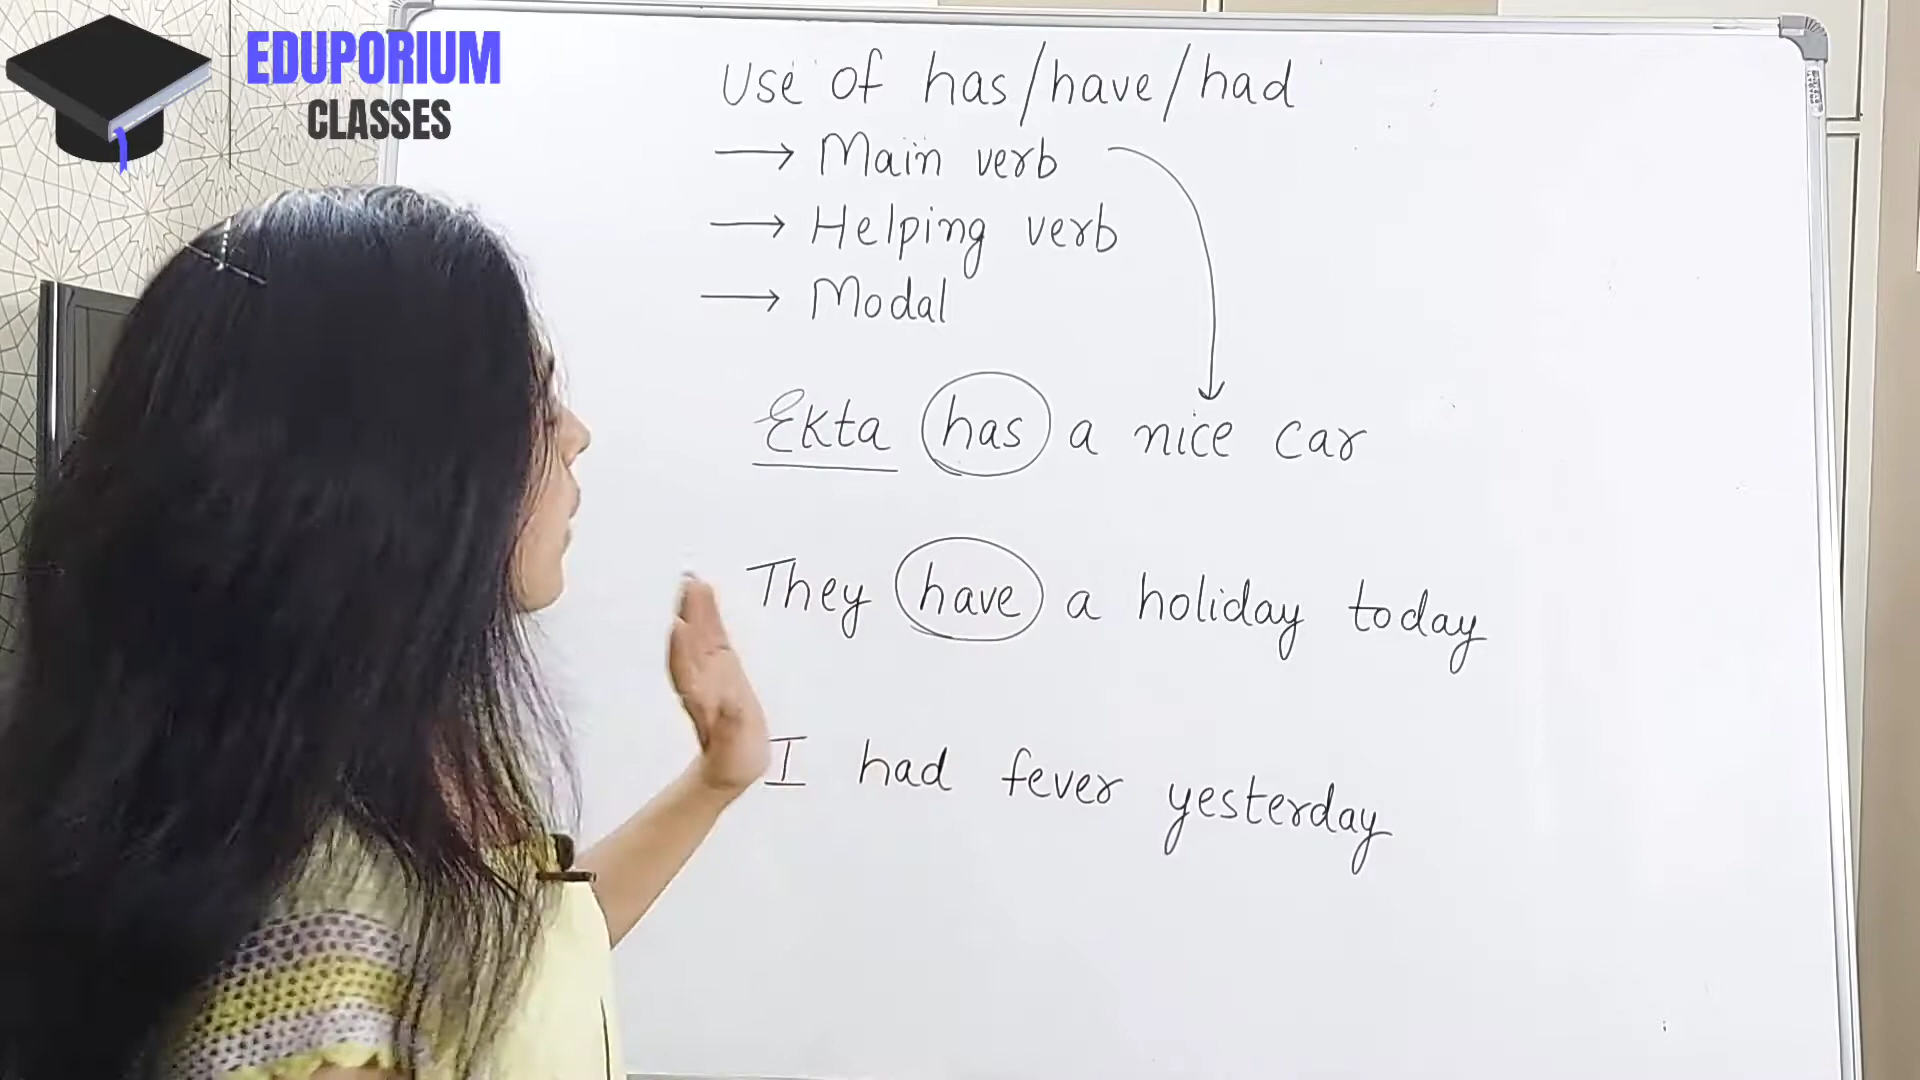 EDUPORIUM
CLASSES
Use of has/have/had
→ Main verb
→ Helping verb
→ Modal
Ekta has a nice car
They have a holiday today
I had fever yesterday